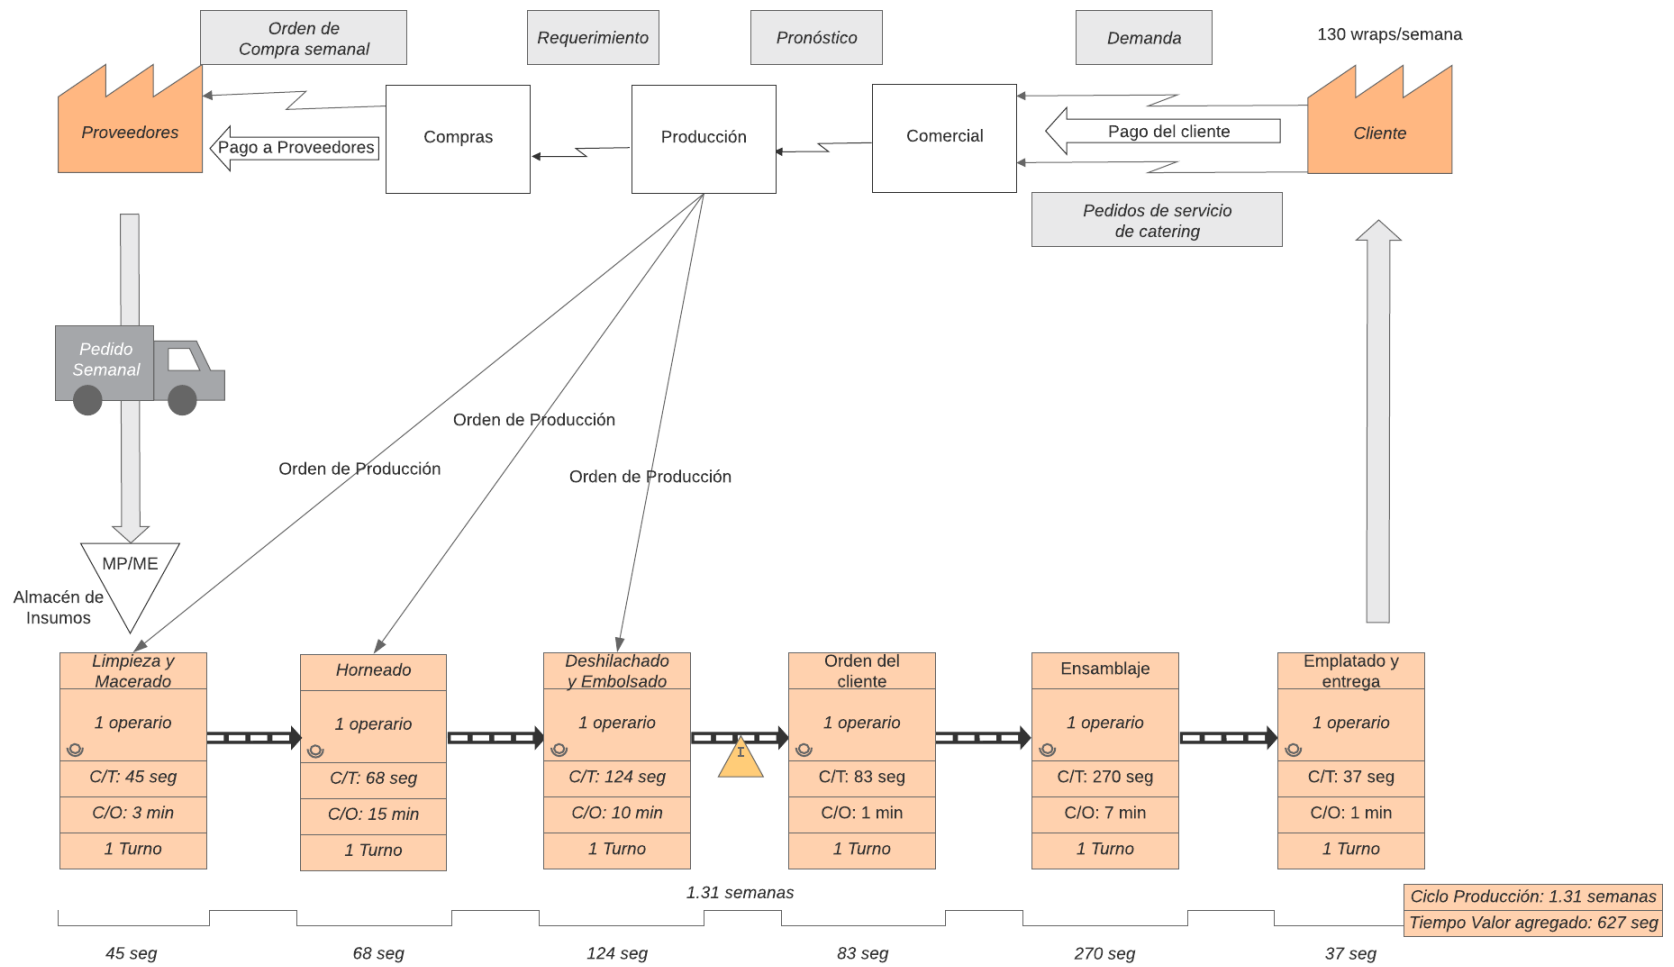 Orden de
Compra semanal
Requerimiento
Pronóstico
Demanda
130 wraps/semana
Proveedores
Pago a Proveedores
Compras
Producción
Comercial
Pago del cliente
Cliente
Pedidos de servicio
de catering
Pedido
Semanal
Orden de Producción
Orden de Producción
Orden de Producción
MP/ME
Almacén de
Insumos
Limpieza y
Macerado
1 operario
C/T: 45 seg
C/O: 3 min
1 Turno
Horneado
1 operario
C/T: 68 seg
C/O: 15 min
1 Turno
Deshilachado
y Embolsado
1 operario
C/T: 124 seg
C/O: 10 min
1 Turno
I
Orden del
cliente
1 operario
C/T: 83 seg
C/O: 1 min
1 Turno
Ensamblaje
1 operario
C/T: 270 seg
C/O: 7 min
1 Turno
Emplatado y
entrega
1 operario
C/T: 37 seg
C/O: 1 min
1 Turno
1.31 semanas
Ciclo Producción: 1.31 semanas
Tiempo Valor agregado: 627 seg
45 seg
68 seg
124 seg
83 seg
270 seg
37 seg